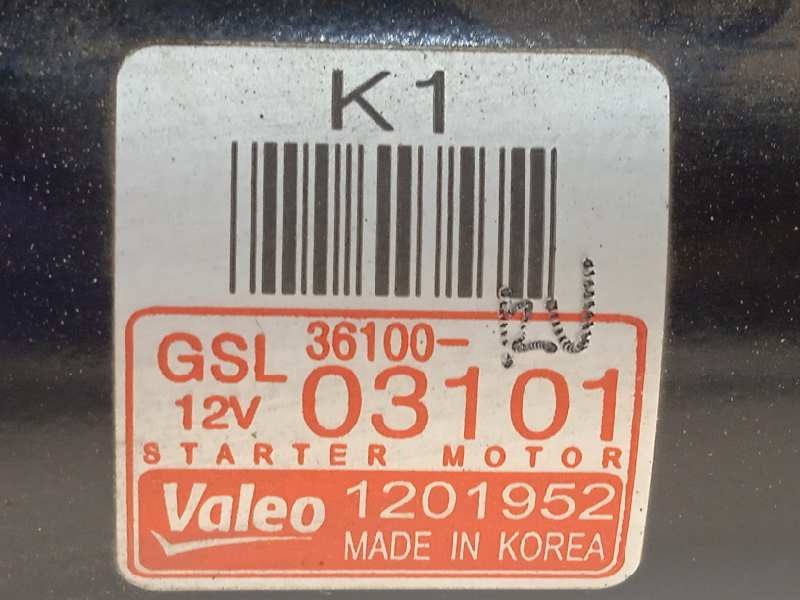 K1
GSL 36100-
12V 03101
STARTER MOTOR
Valeo 1201952
MADE IN KOREA